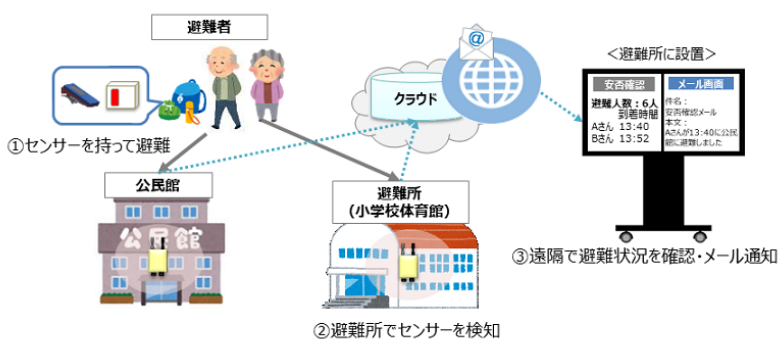 避難者
①センサーを持って避難
クラウド
@
<避難所に設置>
安否確認
避難人数:6人
到着時間
Aさん 13:40
Bさん 13:52
メール画面
件名:
安否確認メール
本文:
Aさんが13:40に公民
館に避難しました
公民館
公民館
避難所
(小学校体育館)
②避難所でセンサーを検知
③遠隔で避難状況を確認・メール通知